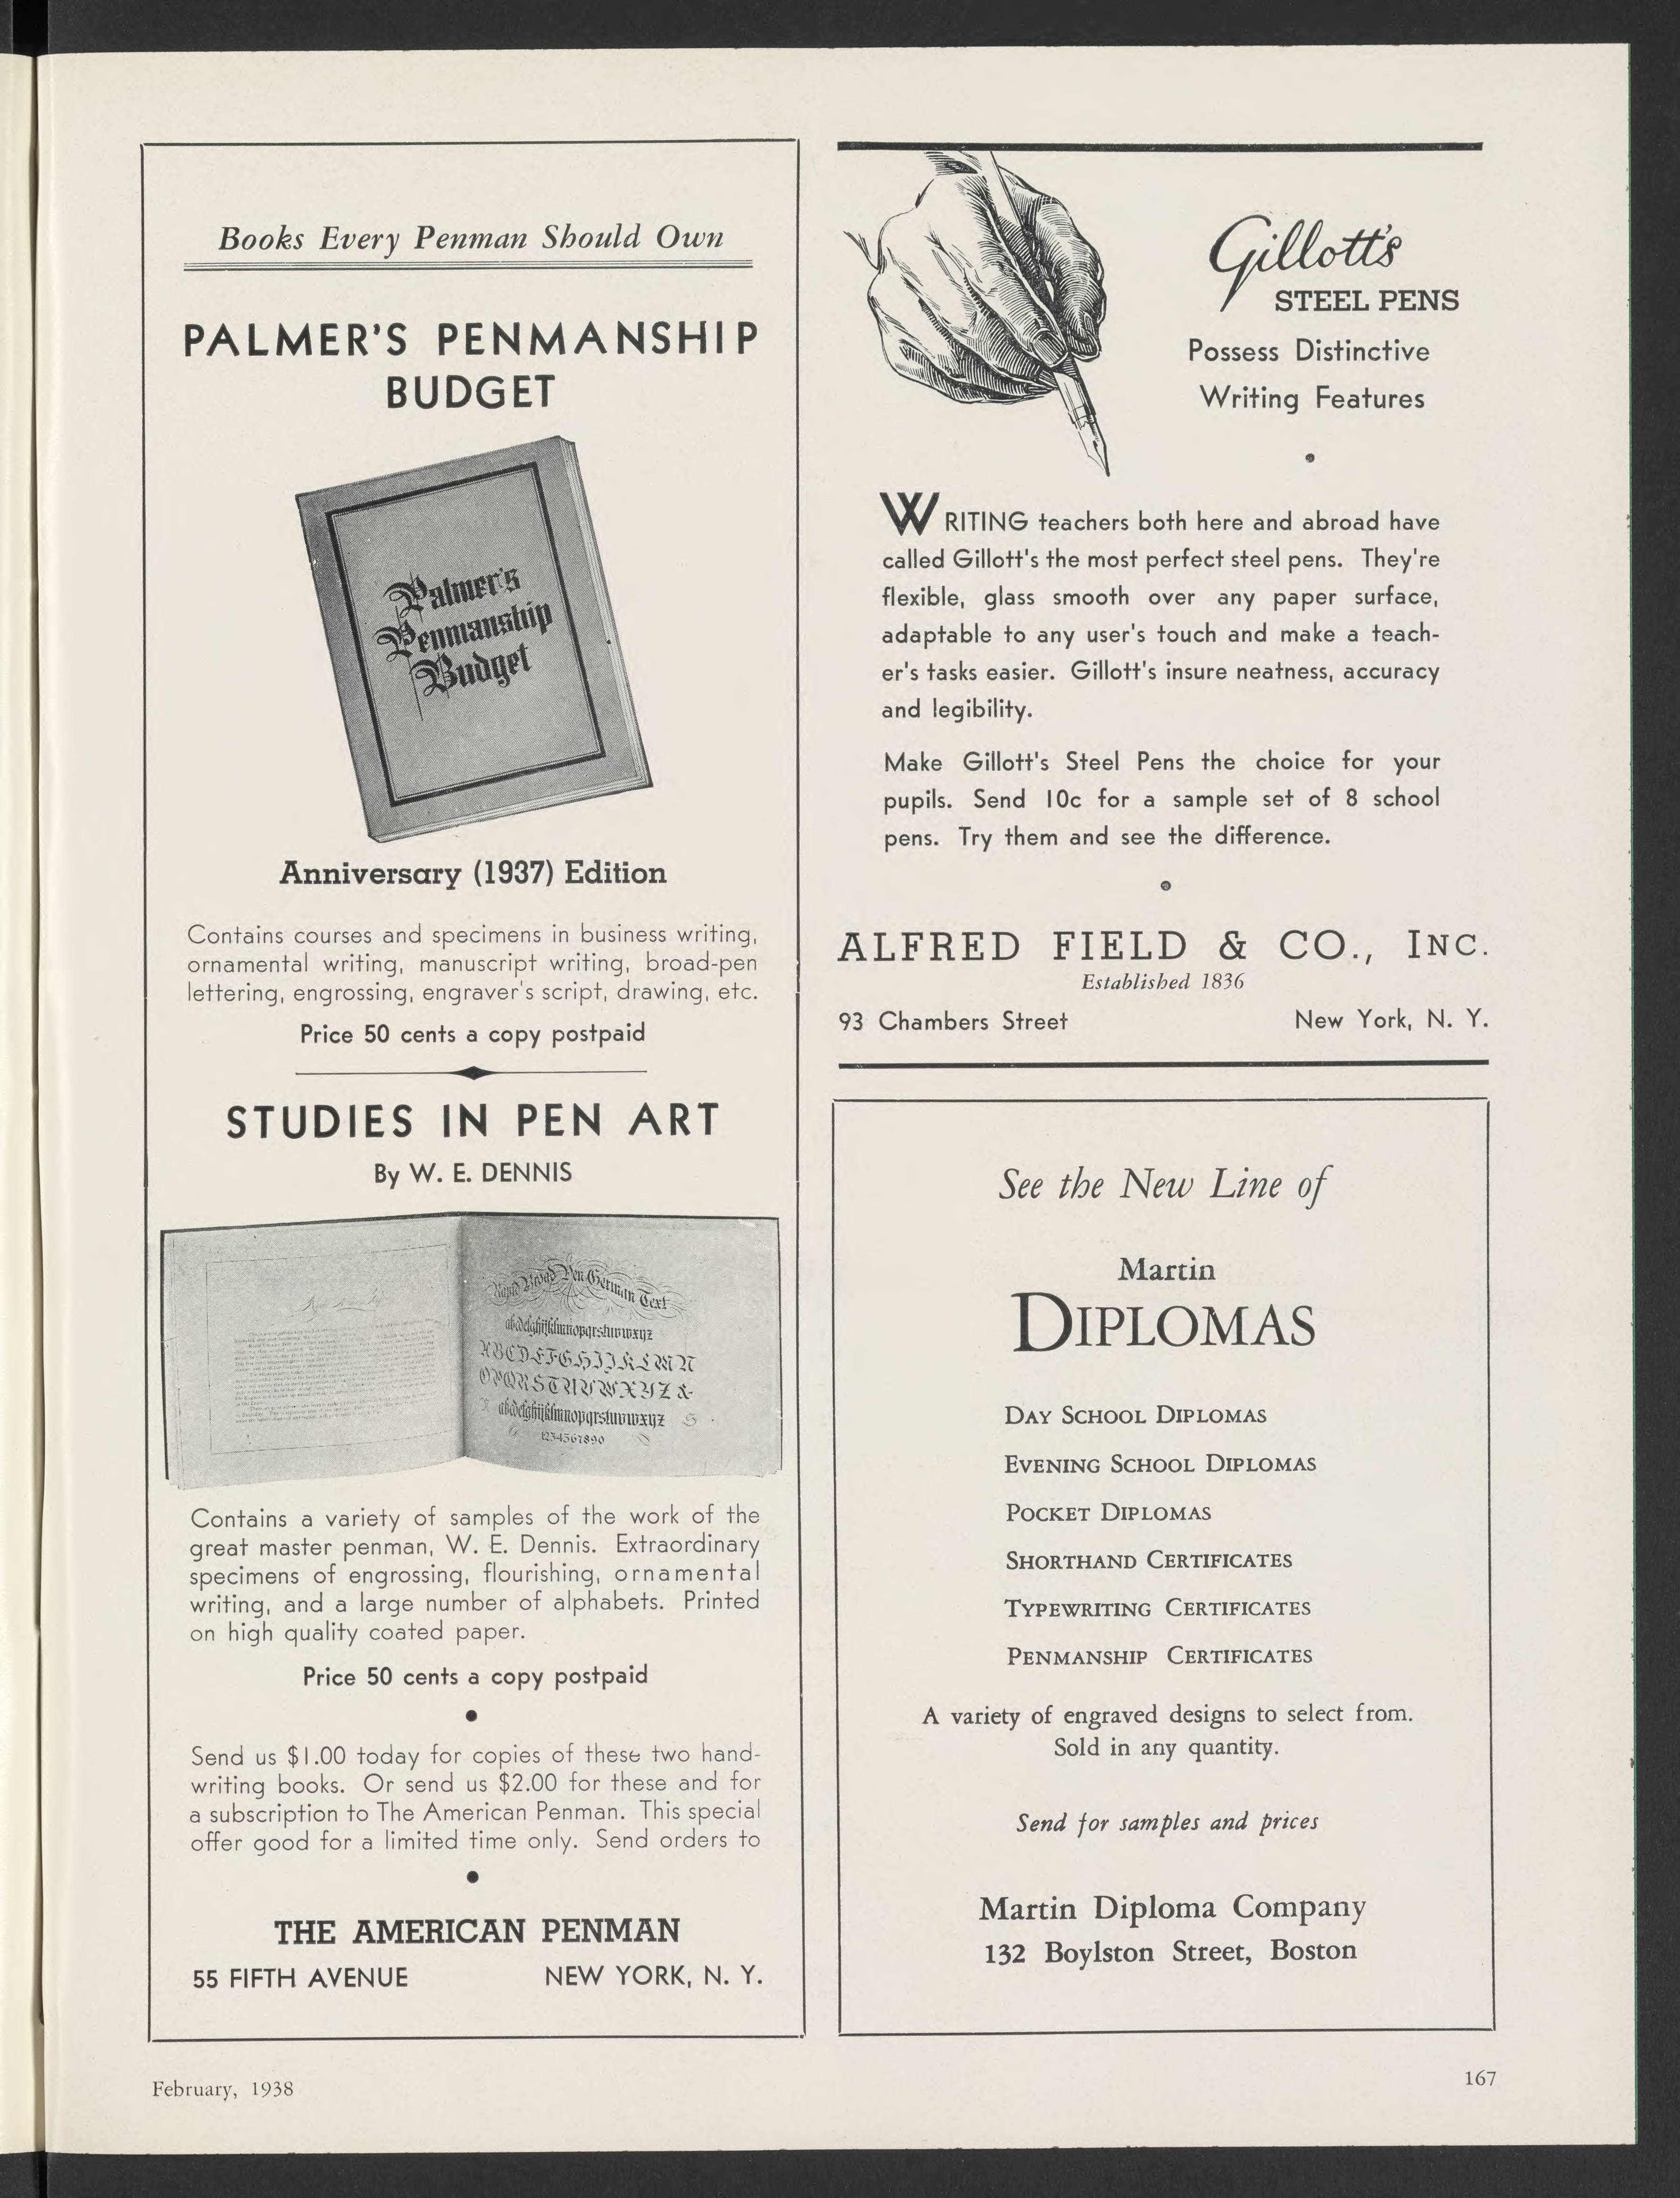 Books Every Penman Should Own
PALMER'S PENMANSHIP
BUDGET
Palmer's
Penmanship
Budget
Anniversary (1937) Edition
Contains courses and specimens in business writing,
ornamental writing, manuscript writing, broad-pen
lettering, engrossing, engraver's script, drawing, etc.
Price 50 cents a copy postpaid
STUDIES IN PEN ART
By W. E. DENNIS
Rapid Broad Pen German Text
abcdefghijklmnopqrstuvwxyz
ABCDEFGHIJKLMN
OPQRSTUVWXYZ &
abcdefghijklmnopqrstuvwxyz
1234567890
Contains a variety of samples of the work of the
great master penman, W. E. Dennis. Extraordinary
specimens of engrossing, flourishing, ornamental
writing, and a large number of alphabets. Printed
on high quality coated paper.
Price 50 cents a copy postpaid
Send us $1.00 today for copies of these two hand-
writing books. Or send us $2.00 for these and for
a subscription to The American Penman. This special
offer good for a limited time only. Send orders to
THE AMERICAN PENMAN
55 FIFTH AVENUE NEW YORK, N. Y.
Gillott's
STEEL PENS
Possess Distinctive
Writing Features
WRITING teachers both here and abroad have
called Gillott's the most perfect steel pens. They're
flexible, glass smooth over any paper surface,
adaptable to any user's touch and make a teach-
er's tasks easier. Gillott's insure neatness, accuracy
and legibility.
Make Gillott's Steel Pens the choice for your
pupils. Send 10c for a sample set of 8 school
pens. Try them and see the difference.
ALFRED FIELD & CO., INC.
Established 1836
93 Chambers Street New York, N. Y.
See the New Line of
Martin
DIPLOMAS
DAY SCHOOL DIPLOMAS
EVENING SCHOOL DIPLOMAS
POCKET DIPLOMAS
SHORTHAND CERTIFICATES
TYPEWRITING CERTIFICATES
PENMANSHIP CERTIFICATES
A variety of engraved designs to select from.
Sold in any quantity.
Send for samples and prices
Martin Diploma Company
132 Boylston Street, Boston
February, 1938
167